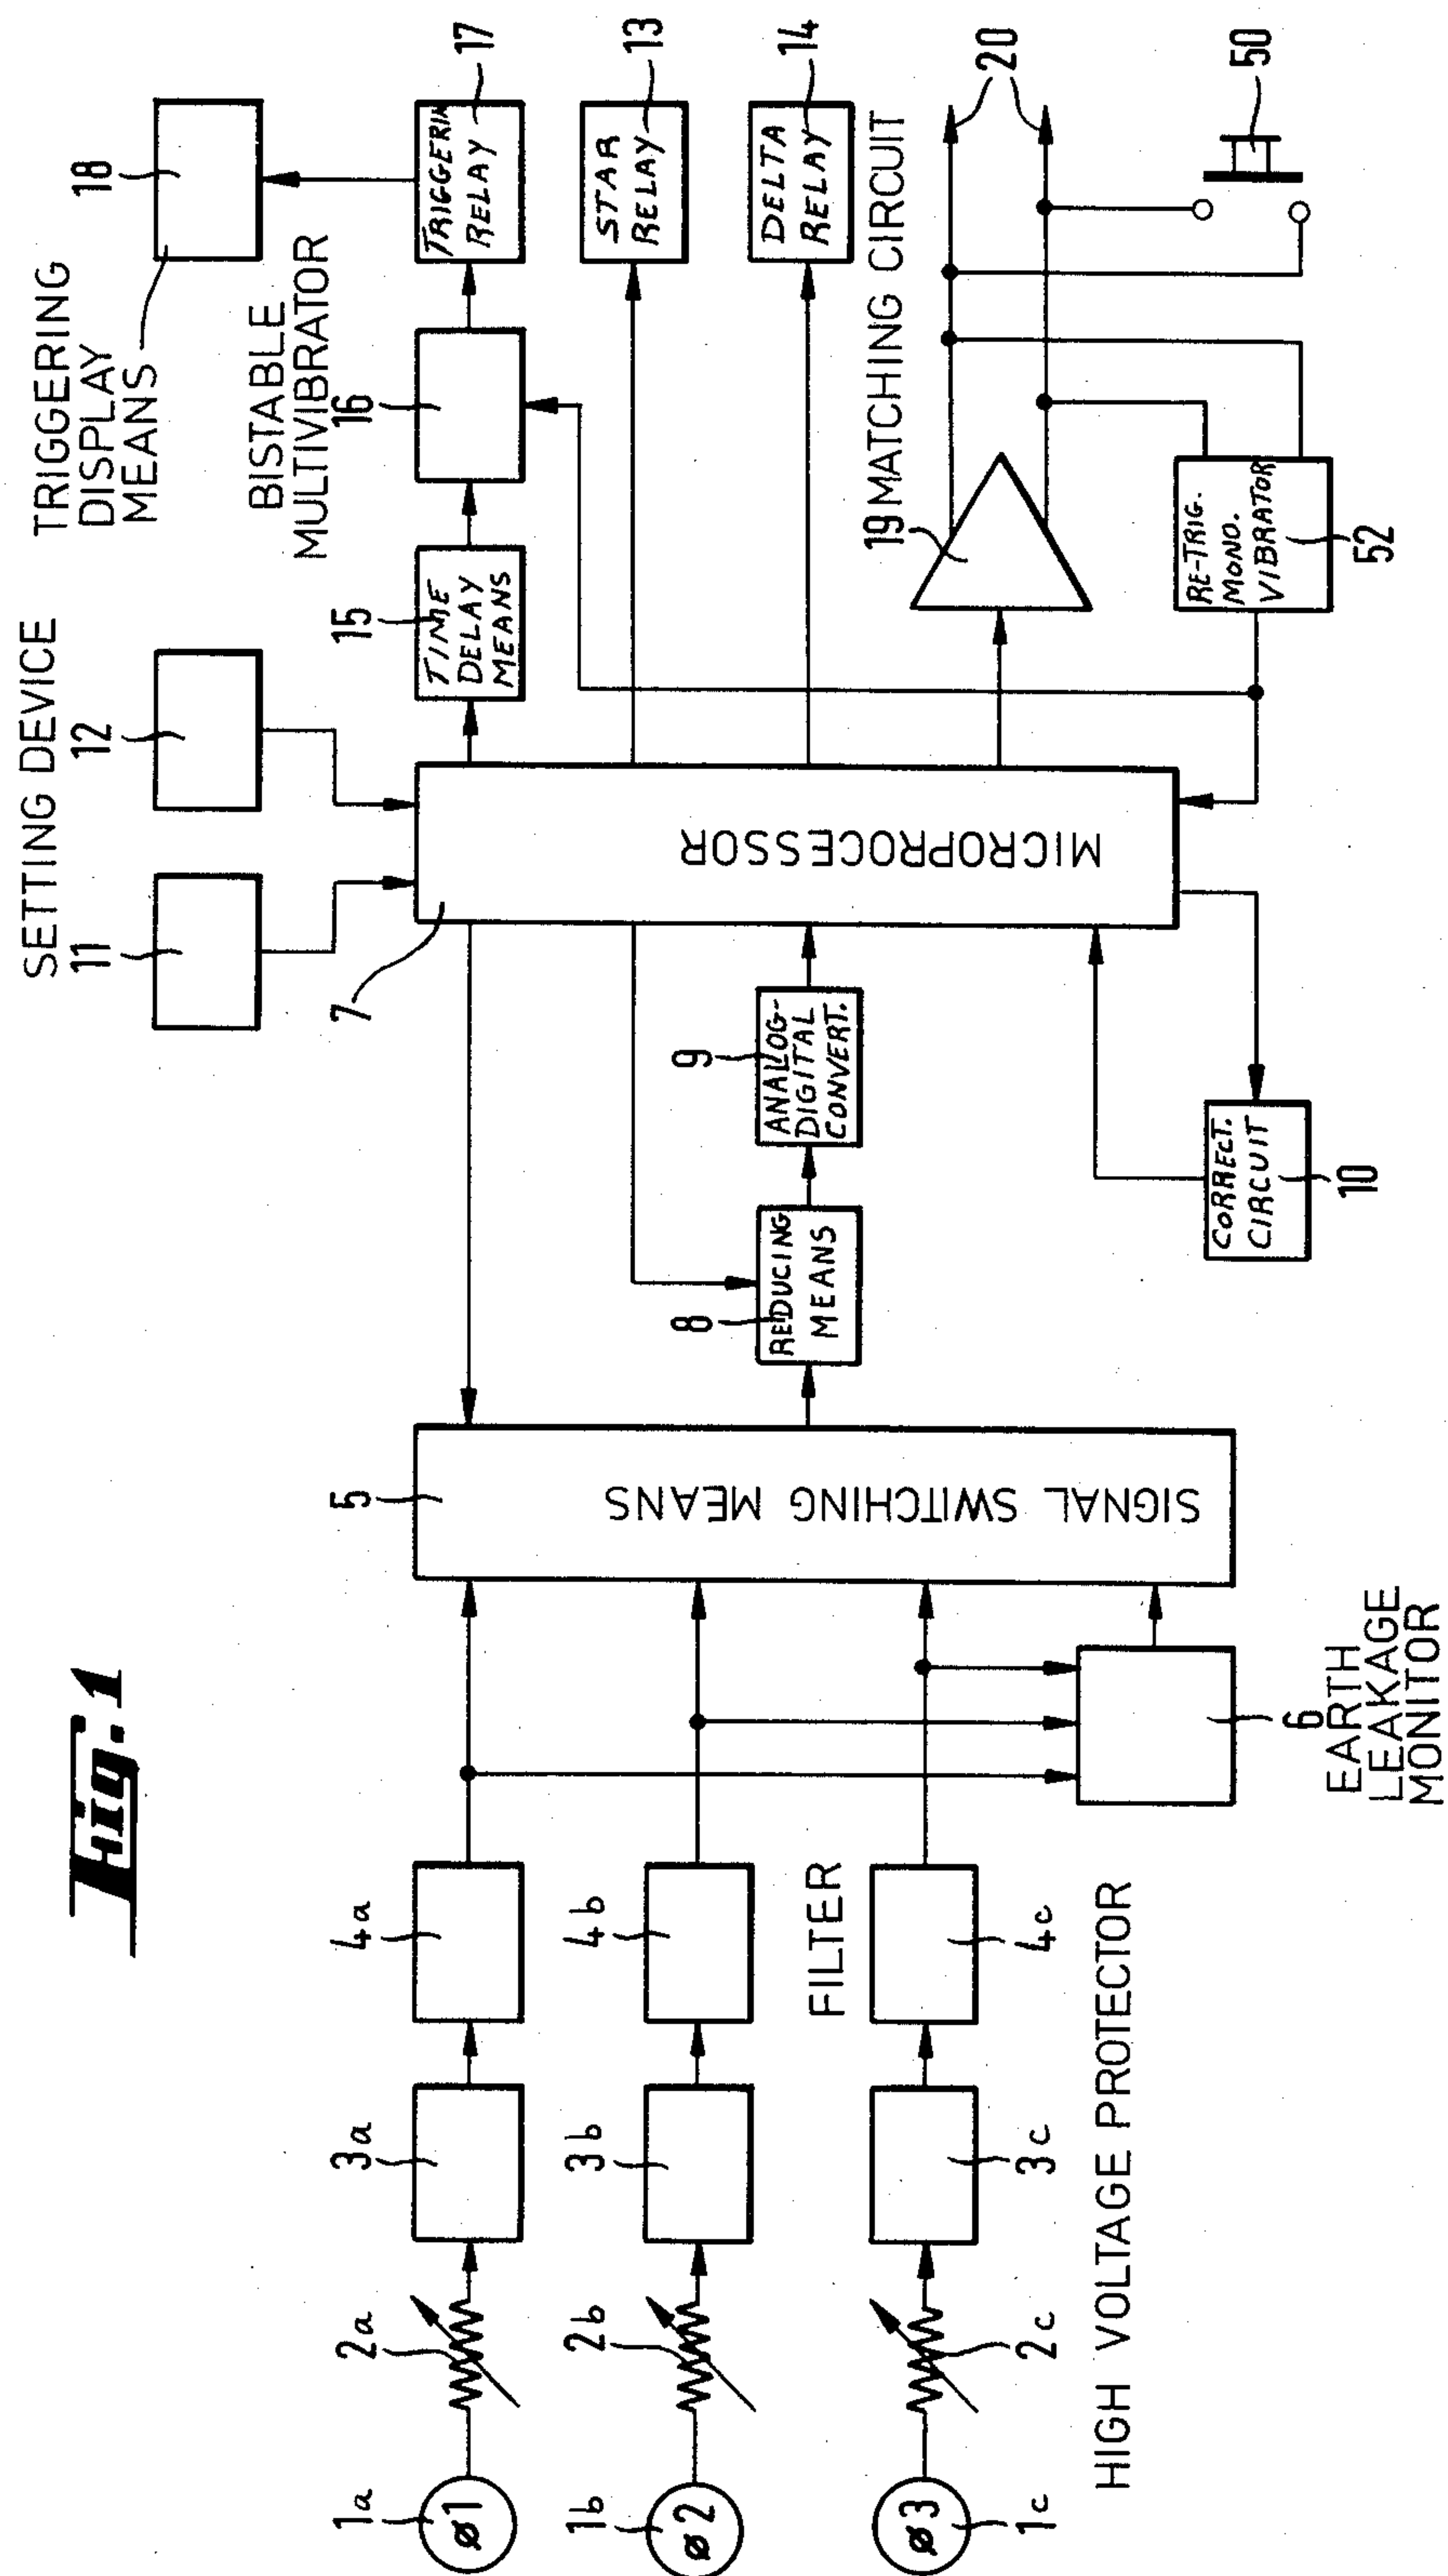 Fig. 1
SETTING DEVICE
11
12
TRIGGERING
DISPLAY
MEANS
18
BISTABLE
MULTIVIBRATOR
1a
2a
3a
4a
5
7
15
16
17
ø1
TIME
DELAY
MEANS
TRIGGERIN
RELAY
1b
2b
3b
4b
ø2
STAR
RELAY
13
SIGNAL SWITCHING MEANS
MICROPROCESSOR
8
REDUCING
MEANS
9
ANALOG-
DIGITAL
CONVERT.
DELTA
RELAY
14
FILTER
19 MATCHING CIRCUIT
20
ø3
1c
2c
3c
4c
HIGH VOLTAGE PROTECTOR
6
EARTH
LEAKAGE
MONITOR
CORRECT.
CIRCUIT
10
RE-TRIG.
MONO.
VIBRATOR
52
50